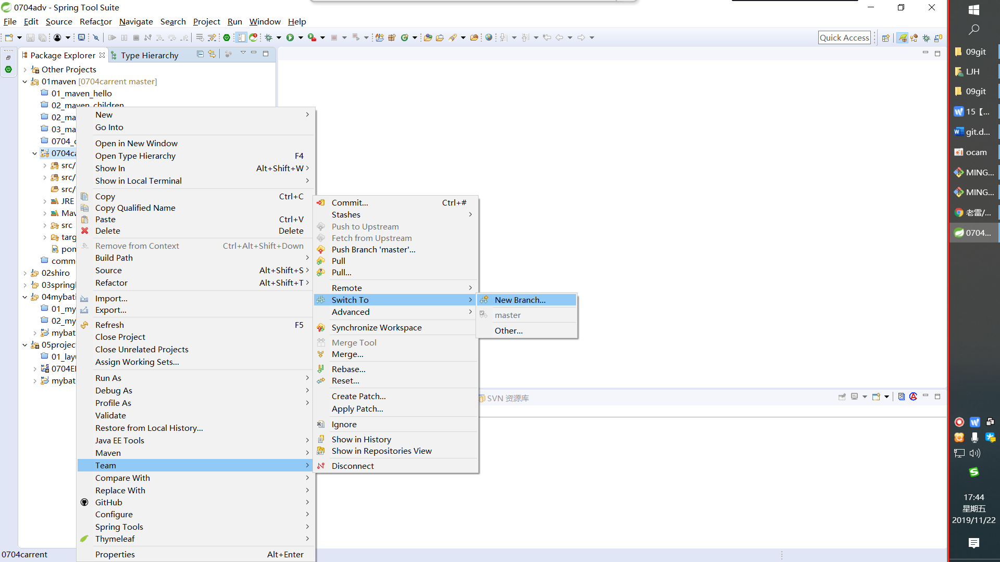 0704adv - Spring Tool Suite
File Edit Source Refactor Navigate Search Project Run Window Help
Quick Access
Package Explorer
Type Hierarchy
Other Projects
01maven [0704carrent master]
01_maven_hello
02_maven_children
02_ma
03_ma
0704_
0704ca
src/
src/
src/
JRE
Mav
src
targ
pom
comm
02shiro
03spring
04mybati
01_my
02_my
mybat
05project
01_lay
0704E
mybat
New
Go Into
Open in New Window
Open Type Hierarchy F4
Show In Alt+Shift+W
Show in Local Terminal
Copy Ctrl+C
Copy Qualified Name
Paste Ctrl+V
Delete Delete
Remove from Context Ctrl+Alt+Shift+Down
Build Path
Source Alt+Shift+S
Refactor Alt+Shift+T
Import...
Export...
Refresh F5
Close Project
Close Unrelated Projects
Assign Working Sets...
Run As
Debug As
Profile As
Validate
Restore from Local History...
Java EE Tools
Maven
Team
Compare With
Replace With
GitHub
Configure
Spring Tools
Thymeleaf
Properties Alt+Enter
Commit... Ctrl+#
Stashes
Push to Upstream
Fetch from Upstream
Push Branch 'master'...
Pull
Pull...
Remote
Switch To
Advanced
Synchronize Workspace
Merge Tool
Merge...
Rebase...
Reset...
Create Patch...
Apply Patch...
Ignore
Show in History
Show in Repositories View
Disconnect
New Branch...
master
Other...
SVN 资源库
0704carrent
09git
LJH
09git
15【...
git.d...
ocam
MING...
MING...
老雷/...
0704...
17:44
星期五
2019/11/22